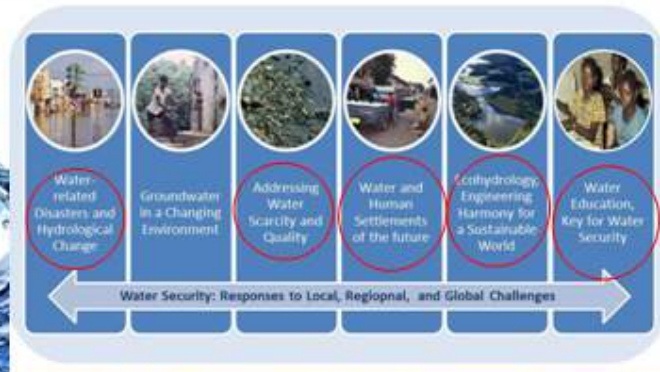 Water-
related
Disasters and
Hydrological
Change
Groundwater
in a Changing
Environment
Addressing
Water
Scarcity and
Quality
Water and
Human
Settlements
of the future
Ecohydrology,
Engineering
Harmony for
a Sustainable
World
Water
Education,
Key for Water
Security
Water Security: Responses to Local, Regiopnal, and Global Challenges